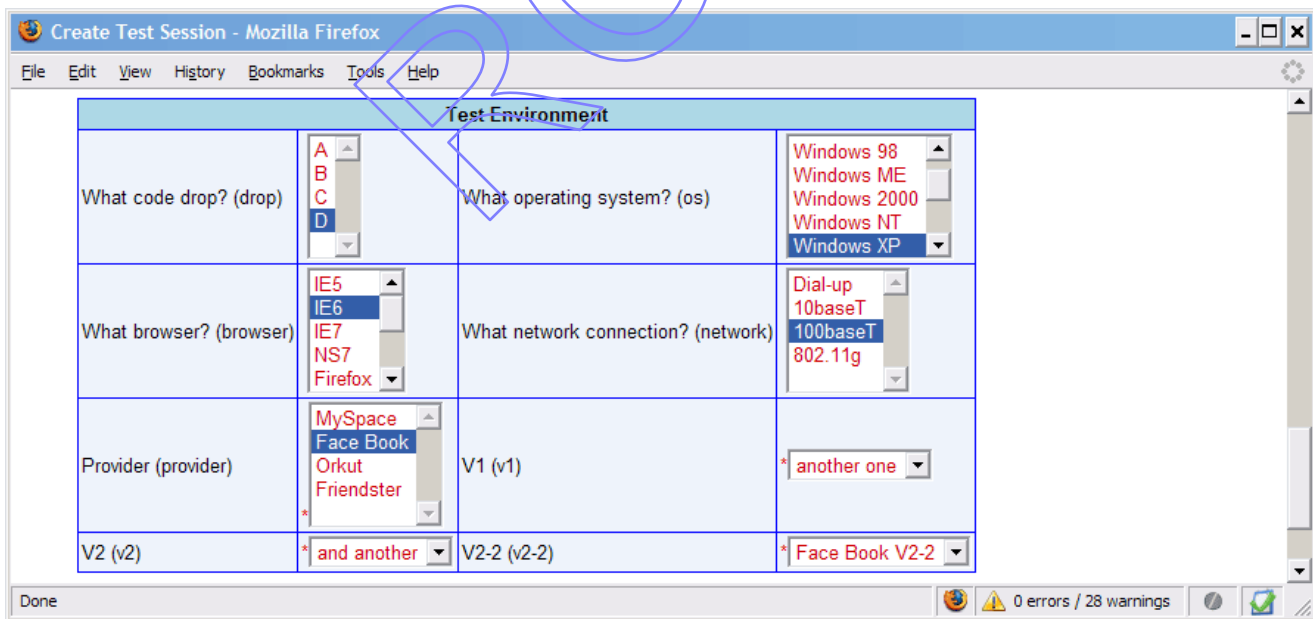 Create Test Session - Mozilla Firefox
File Edit View History Bookmarks Tools Help
Test Environment
What code drop? (drop)
A
B
C
D
What operating system? (os)
Windows 98
Windows ME
Windows 2000
Windows NT
Windows XP
What browser? (browser)
IE5
IE6
IE7
NS7
Firefox
What network connection? (network)
Dial-up
10baseT
100baseT
802.11g
Provider (provider)
MySpace
Face Book
Orkut
Friendster
*
V1 (v1)
* another one
V2 (v2)
* and another
V2-2 (v2-2)
* Face Book V2-2
Done
0 errors / 28 warnings